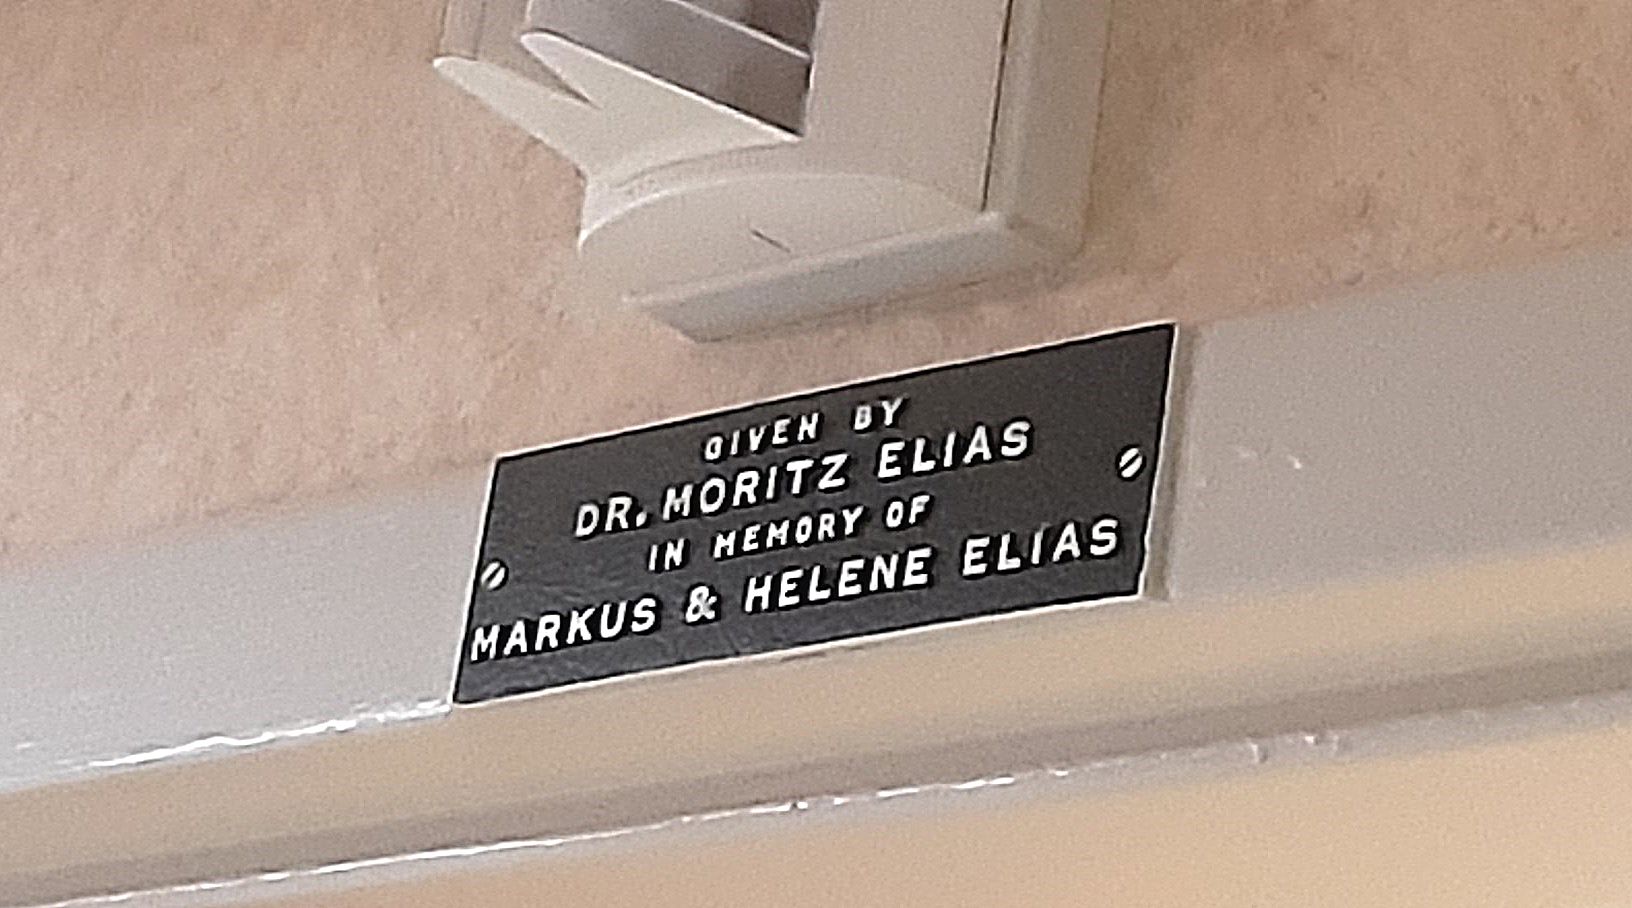 GIVEN BY
DR. MORITZ ELIAS
IN MEMORY OF
MARKUS & HELENE ELIAS